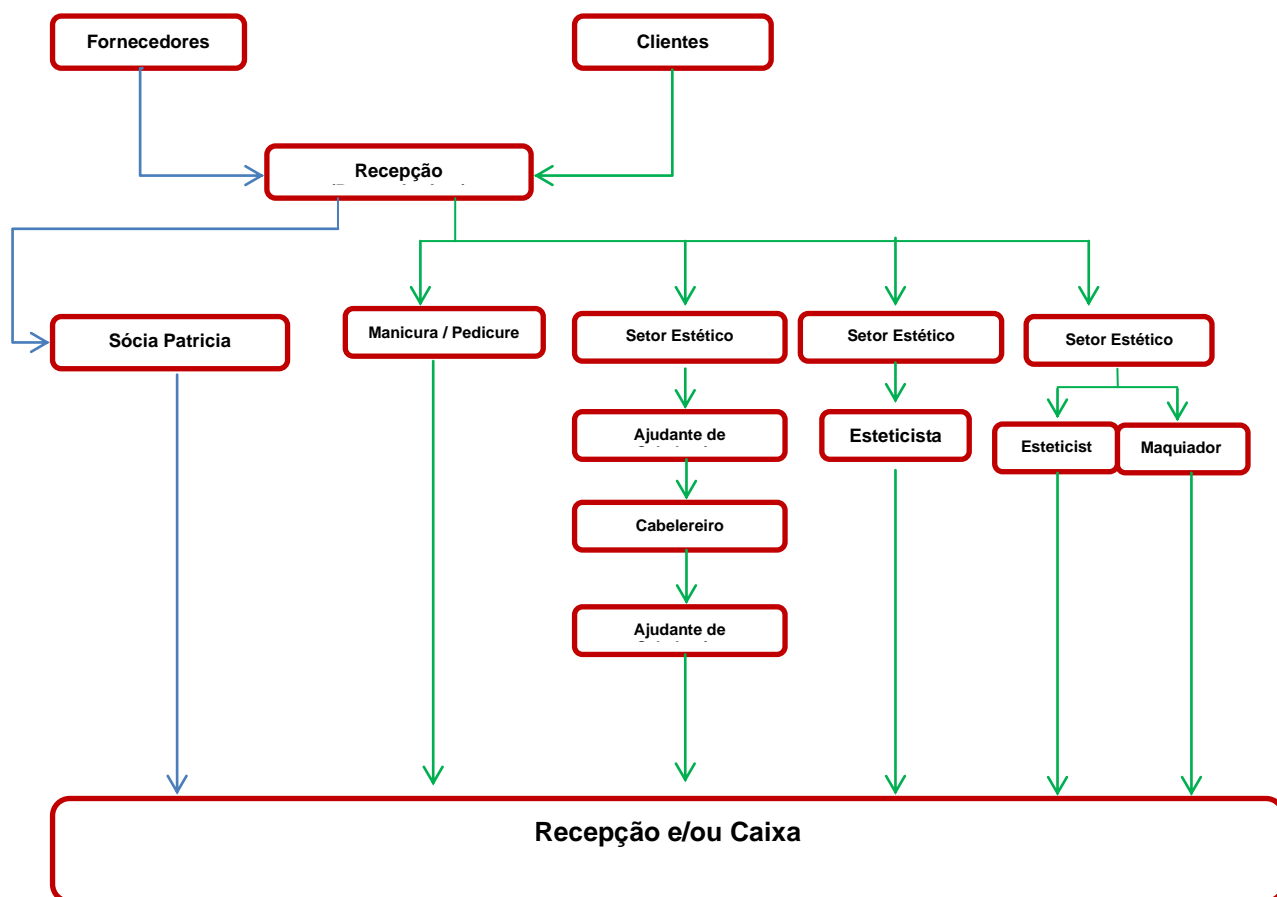 Fornecedores
Clientes
Recepção
Sócia Patricia
Manicura / Pedicure
Setor Estético
Setor Estético
Setor Estético
Ajudante de
Esteticista
Esteticist
Maquiador
Cabelereiro
Ajudante de
Recepção e/ou Caixa